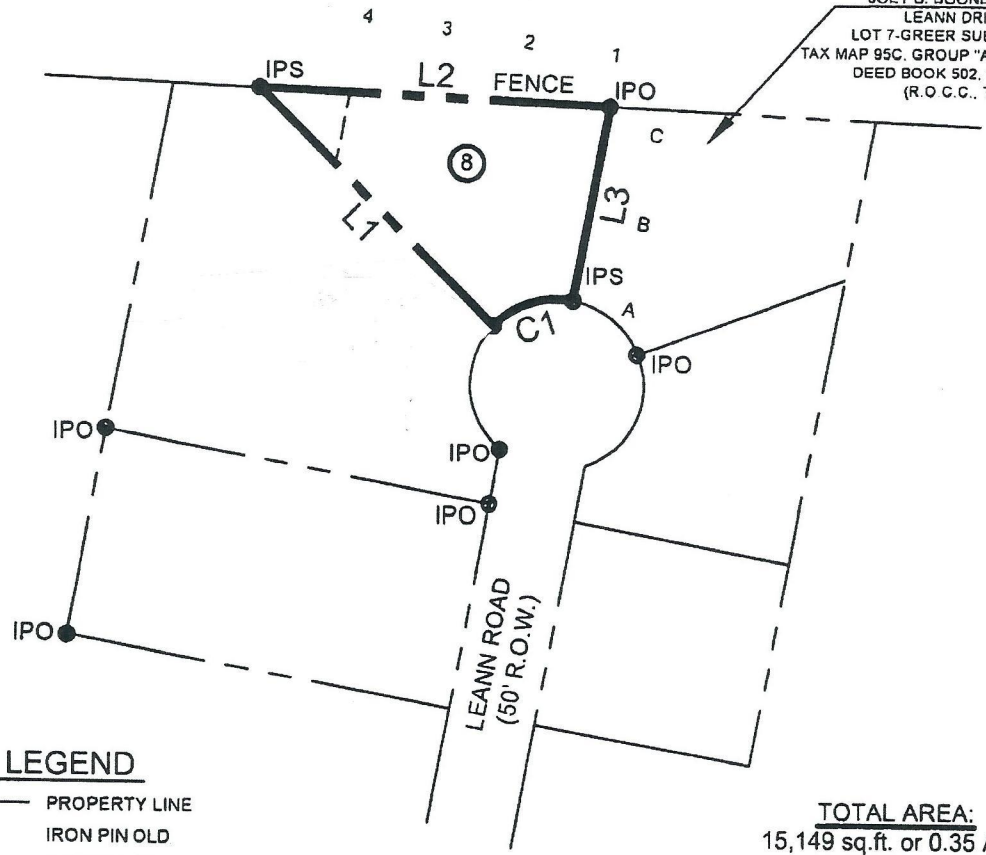 LEANN DRI
LOT 7-GREER SUB
TAX MAP 95C. GROUP "A
DEED BOOK 502,
(R.O.C.C., T
4 3 2 1
IPS
L2
FENCE
IPO
C
8
L1
L3
B
IPS
A
C1
IPO
IPO
IPO
IPO
IPO
LEANN ROAD
(50' R.O.W.)
LEGEND
PROPERTY LINE
IRON PIN OLD
TOTAL AREA:
15,149 sq.ft. or 0.35